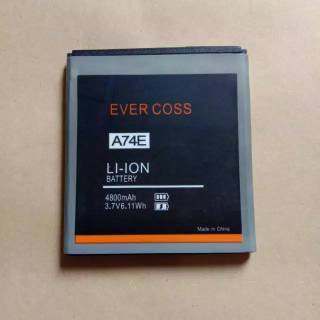 EVER COSS
A74E
LI-ION
BATTERY
4800mAh
3.7V6.11Wh
Made in China